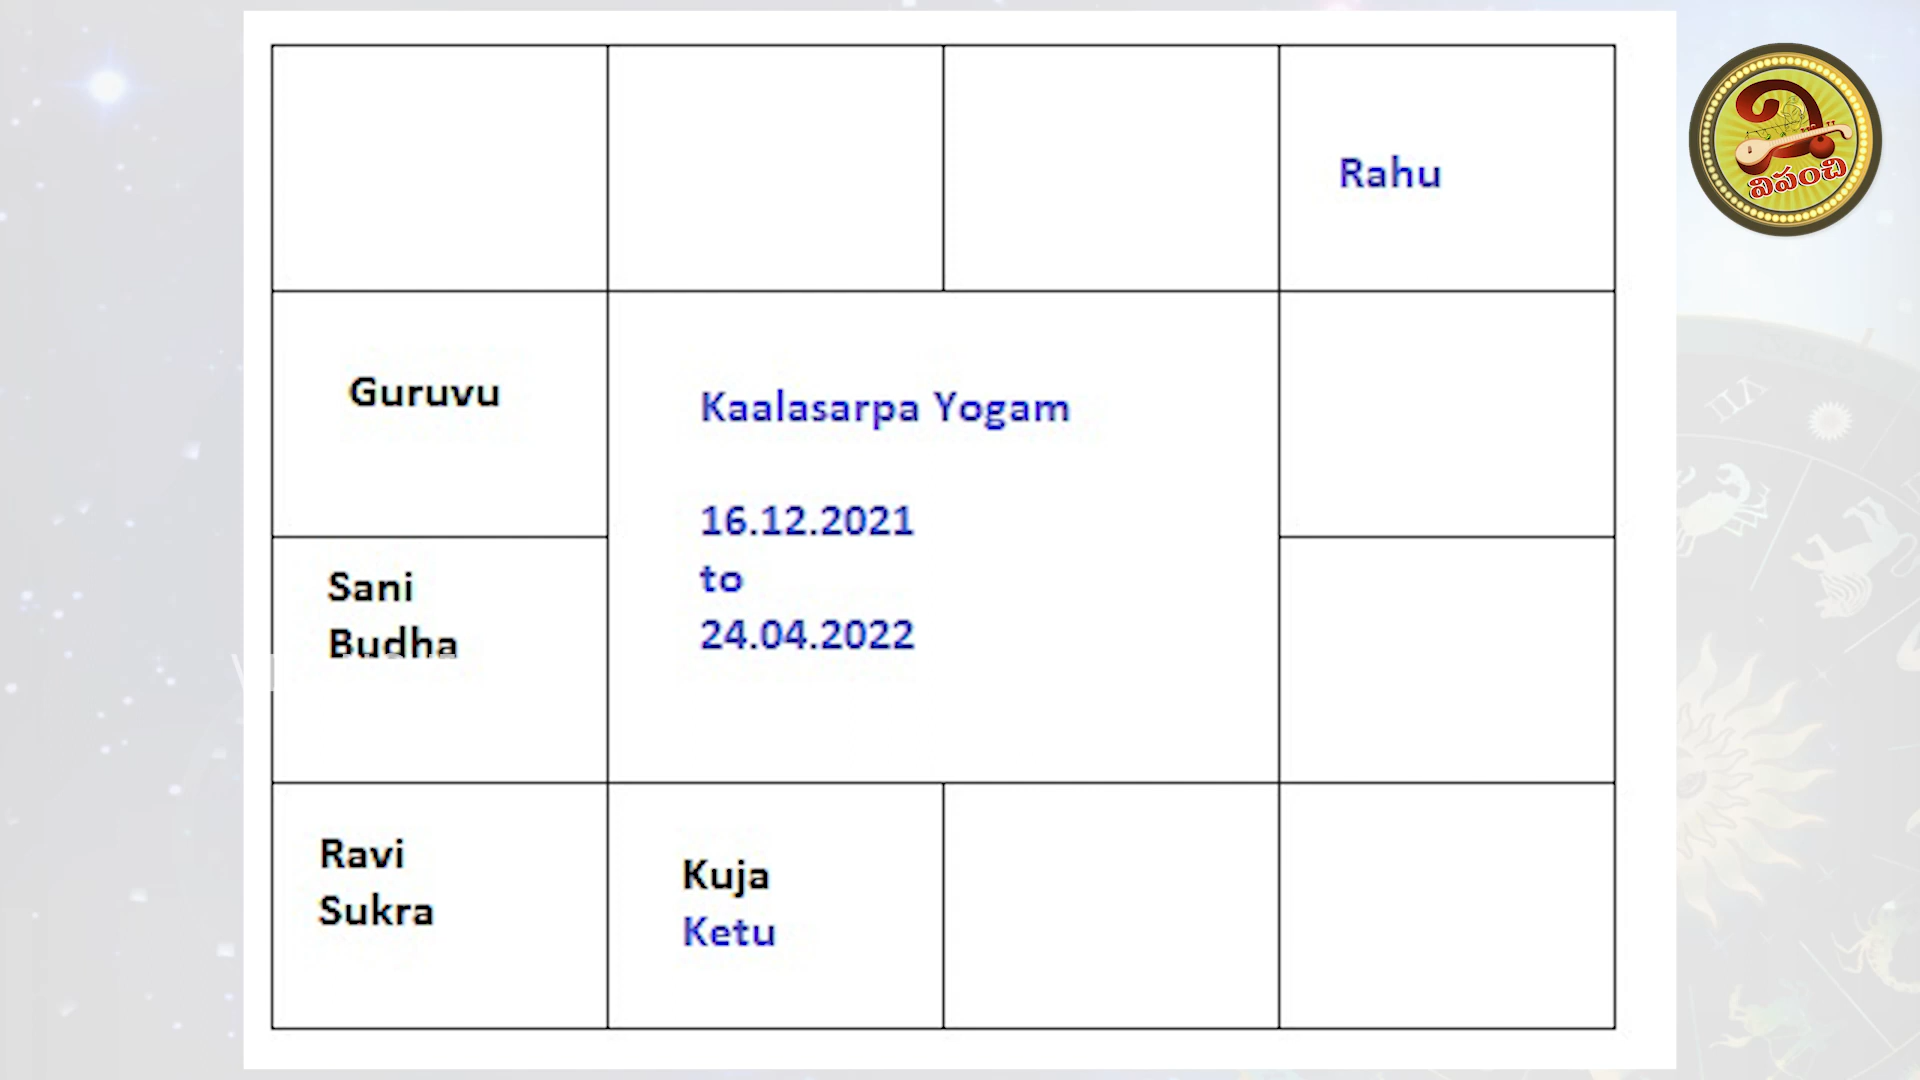 Rahu
Guruvu
Kaalasarpa Yogam
16.12.2021
to
24.04.2022
Sani
Budha
Ravi
Sukra
Kuja
Ketu
విపంచి